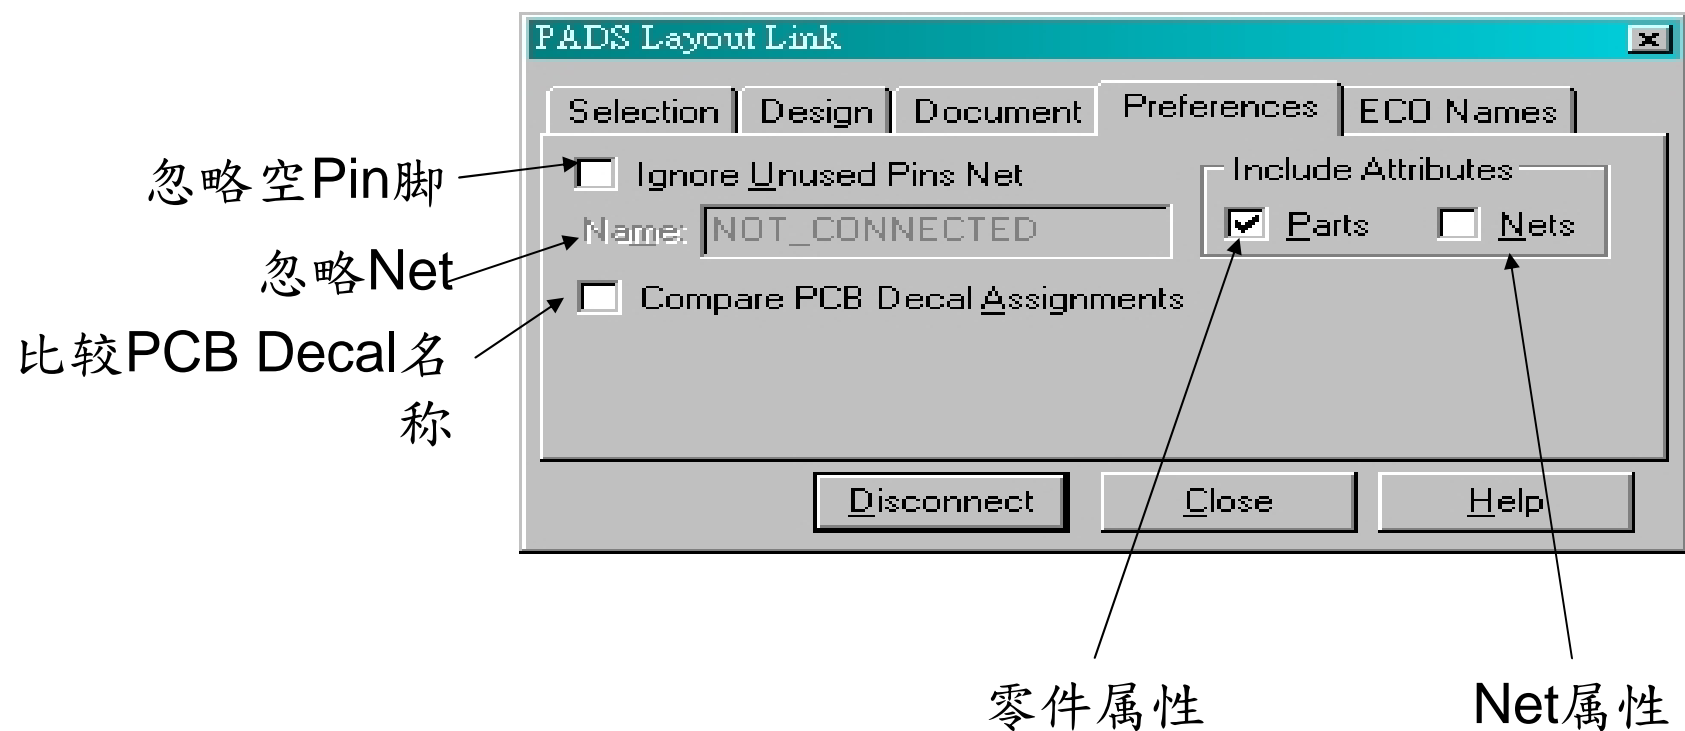 PADS Layout Link
Selection Design Document Preferences ECO Names
忽略空Pin脚
Ignore Unused Pins Net
Include Attributes
忽略Net
Name: NOT_CONNECTED
Parts Nets
比较PCB Decal名
称
Compare PCB Decal Assignments
Disconnect Close Help
零件属性 Net属性